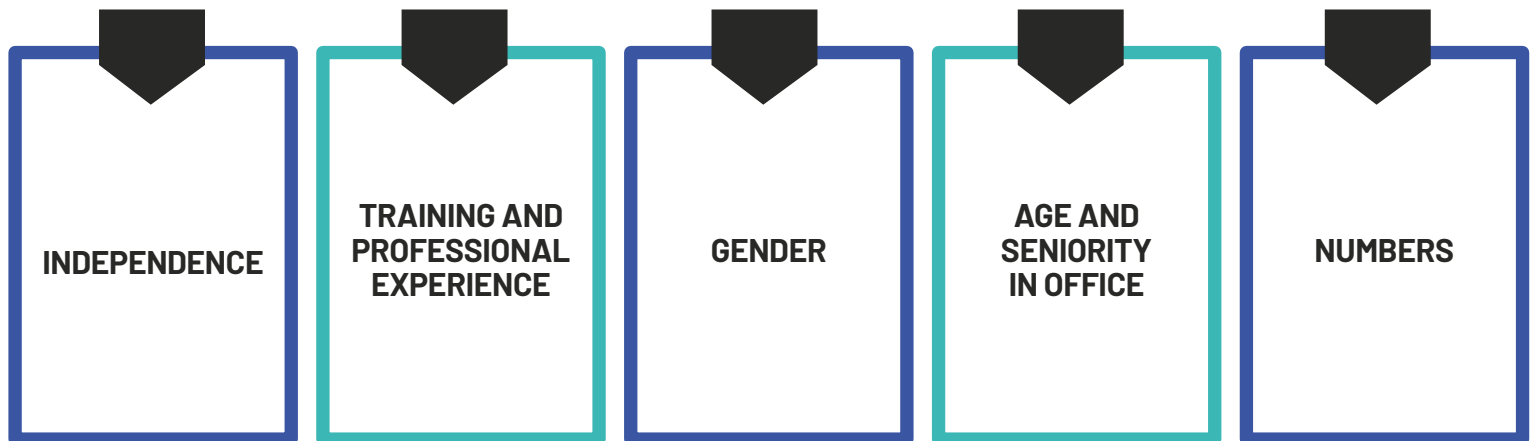 INDEPENDENCE
TRAINING AND
PROFESSIONAL
EXPERIENCE
GENDER
AGE AND
SENIORITY
IN OFFICE
NUMBERS